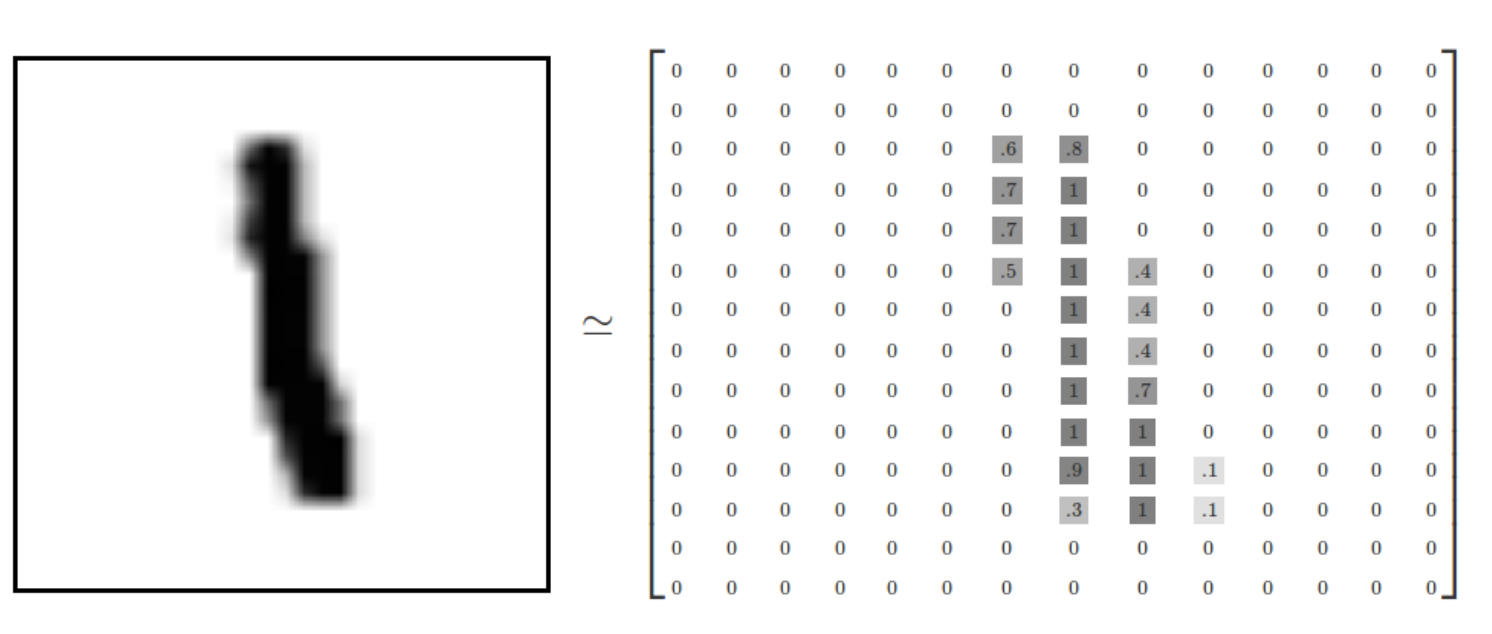 0 0 0 0 0 0 0 0 0 0 0 0 0 0
0 0 0 0 0 0 0 0 0 0 0 0 0 0
0 0 0 0 0 0 .6 .8 0 0 0 0 0 0
0 0 0 0 0 0 .7 1 0 0 0 0 0 0
0 0 0 0 0 0 .7 1 0 0 0 0 0 0
0 0 0 0 0 0 .5 1 .4 0 0 0 0 0
≃ 0 0 0 0 0 0 0 1 .4 0 0 0 0 0
0 0 0 0 0 0 0 1 .4 0 0 0 0 0
0 0 0 0 0 0 0 1 .7 0 0 0 0 0
0 0 0 0 0 0 0 1 1 0 0 0 0 0
0 0 0 0 0 0 0 .9 1 .1 0 0 0 0
0 0 0 0 0 0 0 .3 1 .1 0 0 0 0
0 0 0 0 0 0 0 0 0 0 0 0 0 0
0 0 0 0 0 0 0 0 0 0 0 0 0 0